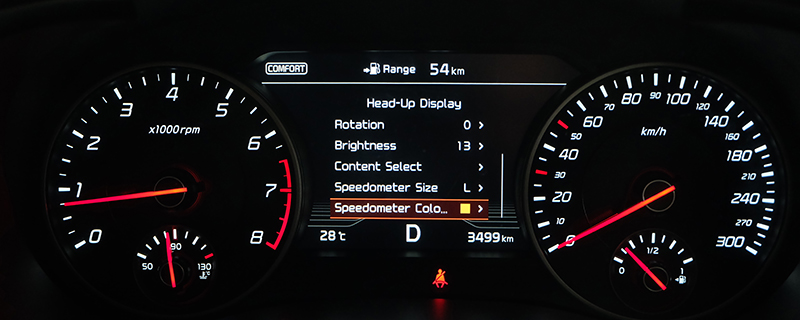 COMFORT
Range 54 km
Head-Up Display
Rotation 0 >
Brightness 13 >
Content Select >
Speedometer Size L >
Speedometer Colo... >
28℃ D 3499 km
x1000rpm
0 1 2 3 4 5 6 7 8
50 90 130
km/h
0 10 20 30 40 50 60 70 80 90 100 120 140 160 180 210 240 270 300
0 1/2 1